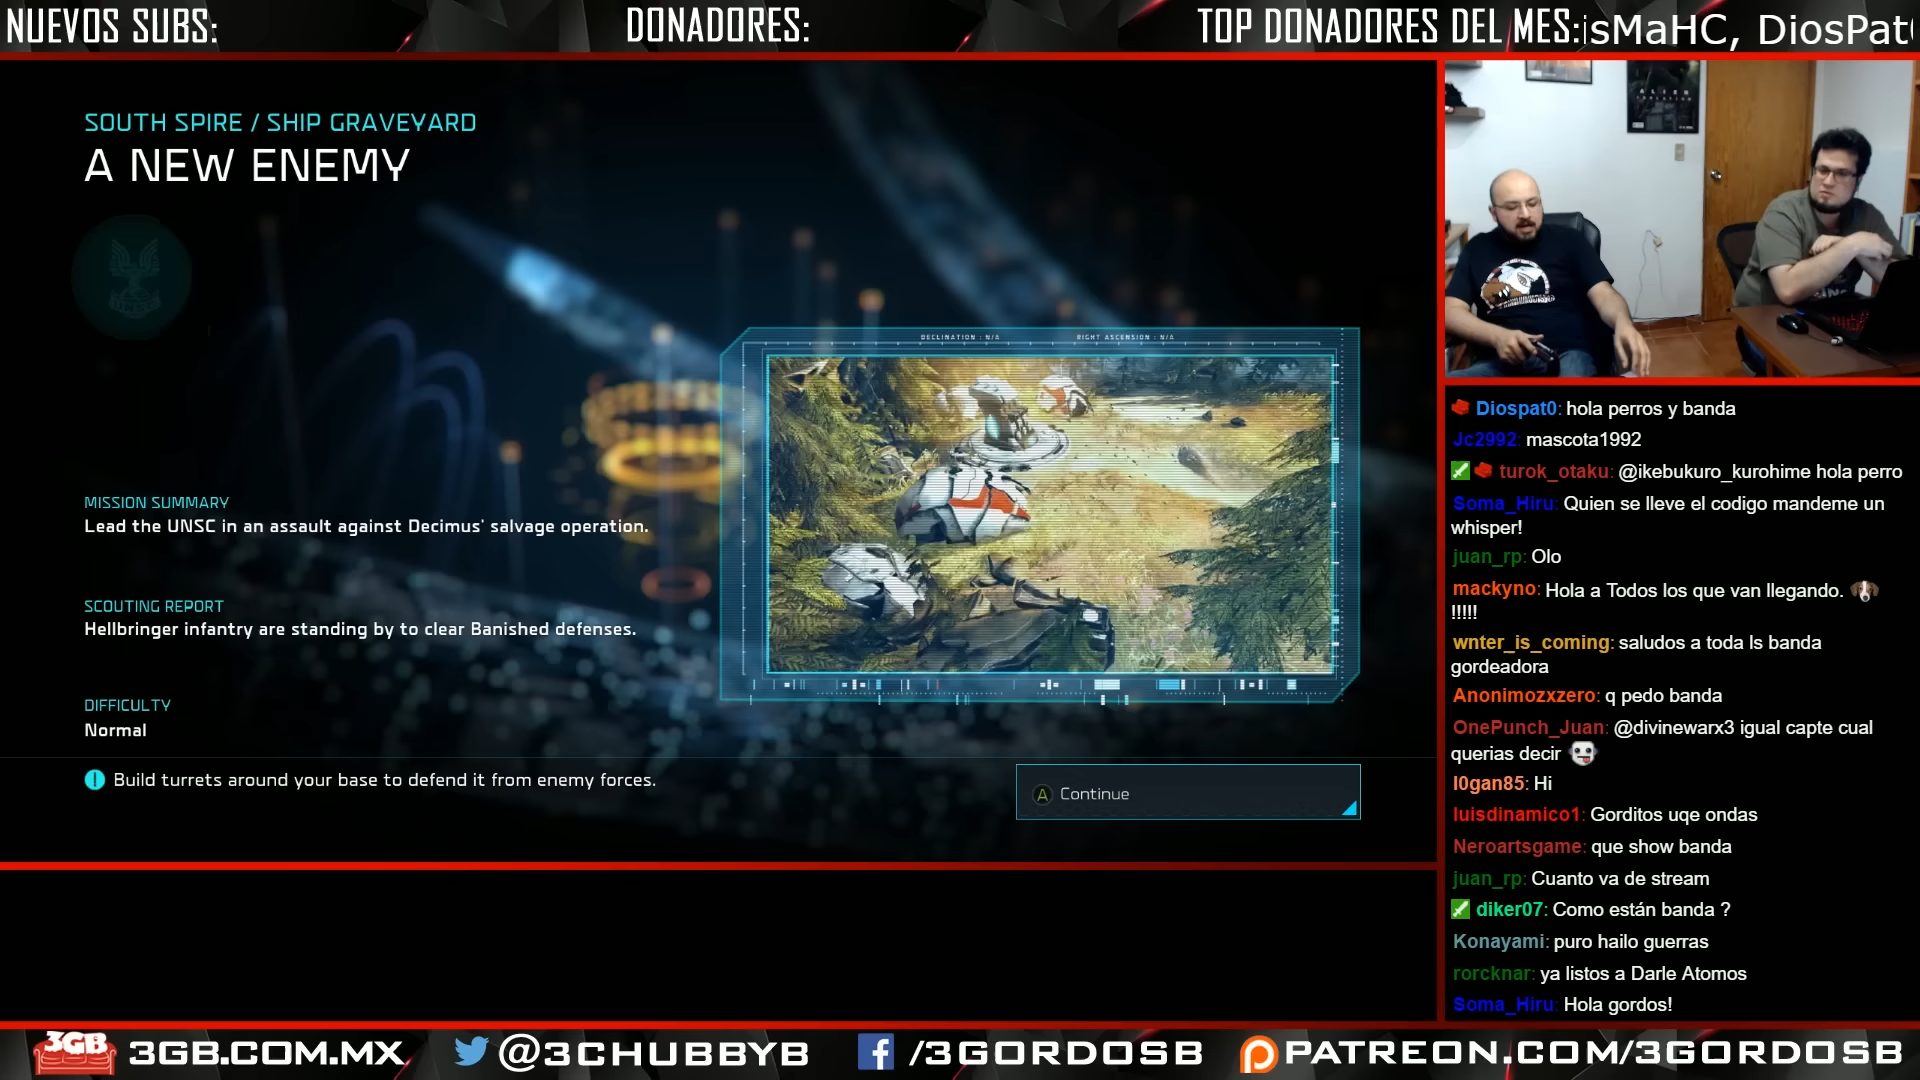 NUEVOS SUBS:
DONADORES:
TOP DONADORES DEL MES:
isMaHC, DiosPat
SOUTH SPIRE / SHIP GRAVEYARD
A NEW ENEMY
DECLINATION : N/A
RIGHT ASCENSION : N/A
MISSION SUMMARY
Lead the UNSC in an assault against Decimus' salvage operation.
SCOUTING REPORT
Hellbringer infantry are standing by to clear Banished defenses.
DIFFICULTY
Normal
Build turrets around your base to defend it from enemy forces.
A Continue
ALIEN
Diospat0: hola perros y banda
Jc2992: mascota1992
turok_otaku: @ikebukuro_kurohime hola perro
Soma_Hiru: Quien se lleve el codigo mandeme un
whisper!
juan_rp: Olo
mackyno: Hola a Todos los que van llegando.
!!!!!
wnter_is_coming: saludos a toda ls banda
gordeadora
Anonimozxzero: q pedo banda
OnePunch_Juan: @divinewarx3 igual capte cual
querias decir
l0gan85: Hi
luisdinamico1: Gorditos uqe ondas
Neroartsgame: que show banda
juan_rp: Cuanto va de stream
diker07: Como están banda ?
Konayami: puro hailo guerras
rorcknar: ya listos a Darle Atomos
Soma_Hiru: Hola gordos!
3GB
3GB.COM.MX
@3CHUBBYB
/3GORDOSB
PATREON.COM/3GORDOSB